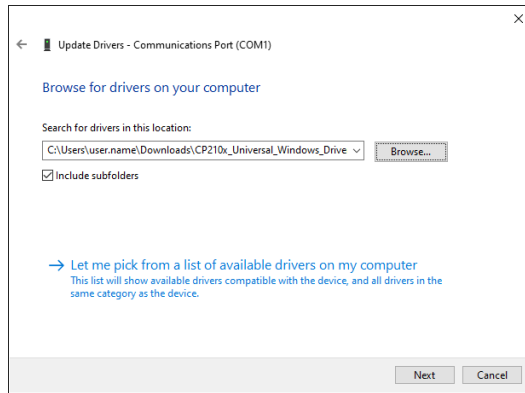 Update Drivers - Communications Port (COM1)
Browse for drivers on your computer
Search for drivers in this location:
C:\Users\user.name\Downloads\CP210x_Universal_Windows_Drive
Browse...
Include subfolders
Let me pick from a list of available drivers on my computer
This list will show available drivers compatible with the device, and all drivers in the
same category as the device.
Next
Cancel